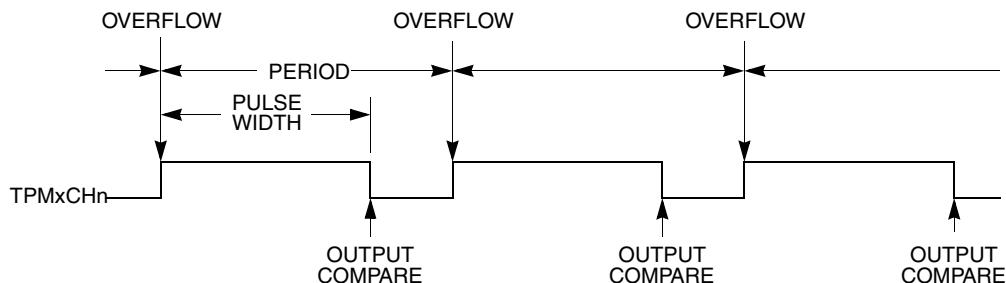 OVERFLOW OVERFLOW OVERFLOW
PERIOD
PULSE
WIDTH
TPMxCHn
OUTPUT
COMPARE
OUTPUT
COMPARE
OUTPUT
COMPARE